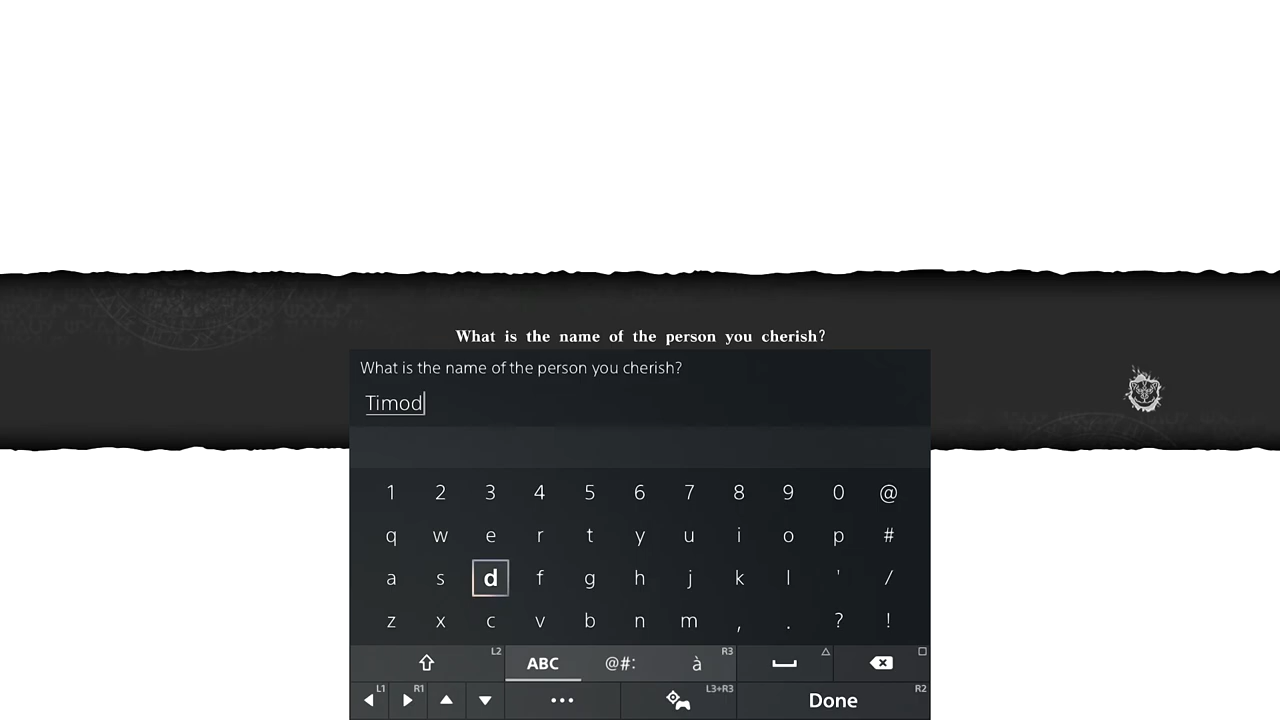 What is the name of the person you cherish?
What is the name of the person you cherish?
Timod
1 2 3 4 5 6 7 8 9 0 @
q w e r t y u i o p #
a s d f g h j k l ' /
z x c v b n m , . ? !
L2 ABC @#: à R3
L1 R1 ... L3+R3 Done R2